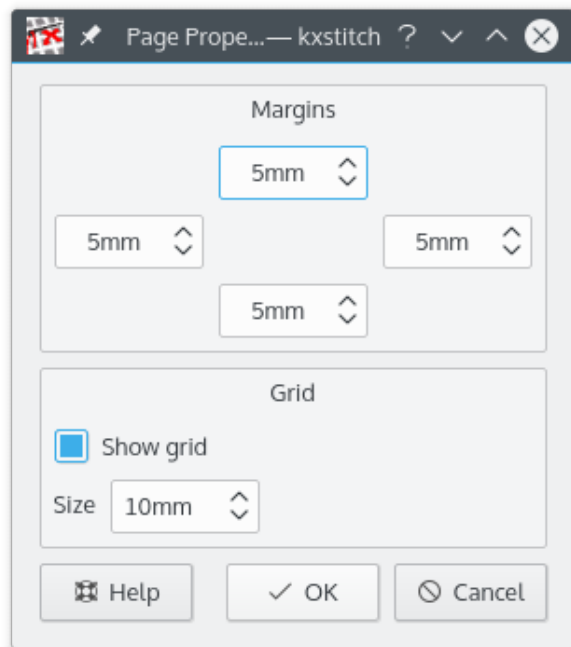 Page Prope...— kxstitch
Margins
5mm
5mm 5mm
5mm
Grid
Show grid
Size 10mm
Help OK Cancel